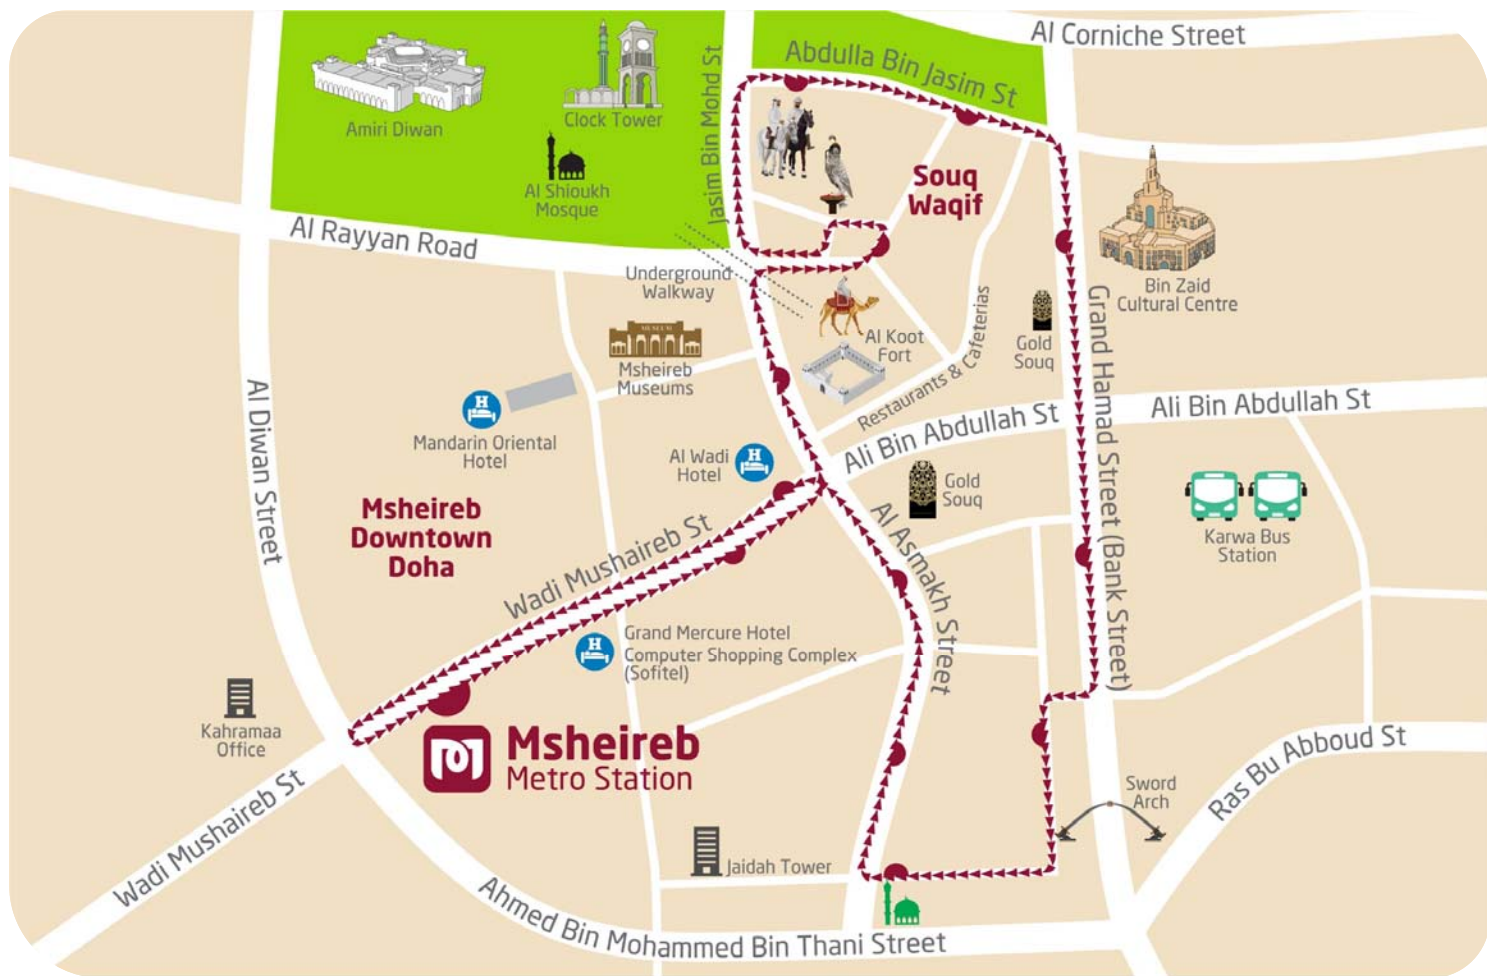 Al Corniche Street
Abdulla Bin Jasim St
Jasim Bin Mohd St
Amiri Diwan
Clock Tower
Al Shioukh
Mosque
Souq
Waqif
Al Rayyan Road
Underground
Walkway
Bin Zaid
Cultural Centre
Grand Hamad Street (Bank Street)
Gold
Souq
Al Koot
Fort
Restaurants & Cafeterias
MUSEUM
Msheireb
Museums
Al Diwan Street
H
Mandarin Oriental
Hotel
Ali Bin Abdullah St
Ali Bin Abdullah St
Al Wadi
Hotel
H
Gold
Souq
Msheireb
Downtown
Doha
Wadi Mushaireb St
Al Asmakh Street
Karwa Bus
Station
H
Grand Mercure Hotel
Computer Shopping Complex
(Sofitel)
Kahramaa
Office
Msheireb
Metro Station
Ras Bu Abboud St
Sword
Arch
Wadi Mushaireb St
Jaidah Tower
Ahmed Bin Mohammed Bin Thani Street